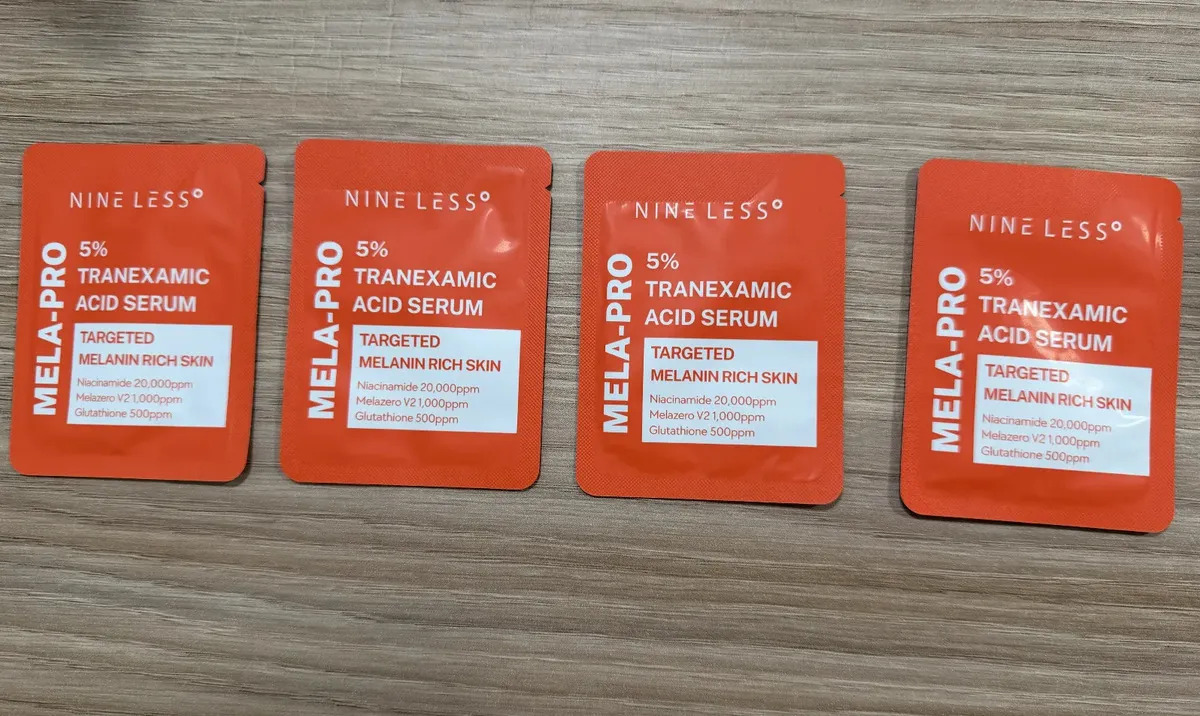 NINE LESS°
MELA-PRO
5%
TRANEXAMIC
ACID SERUM
TARGETED
MELANIN RICH SKIN
Niacinamide 20,000ppm
Melazero V2 1,000ppm
Glutathione 500ppm
NINE LESS°
MELA-PRO
5%
TRANEXAMIC
ACID SERUM
TARGETED
MELANIN RICH SKIN
Niacinamide 20,000ppm
Melazero V2 1,000ppm
Glutathione 500ppm
NINE LESS°
MELA-PRO
5%
TRANEXAMIC
ACID SERUM
TARGETED
MELANIN RICH SKIN
Niacinamide 20,000ppm
Melazero V2 1,000ppm
Glutathione 500ppm
NINE LESS°
MELA-PRO
5%
TRANEXAMIC
ACID SERUM
TARGETED
MELANIN RICH SKIN
Niacinamide 20,000ppm
Melazero V2 1,000ppm
Glutathione 500ppm